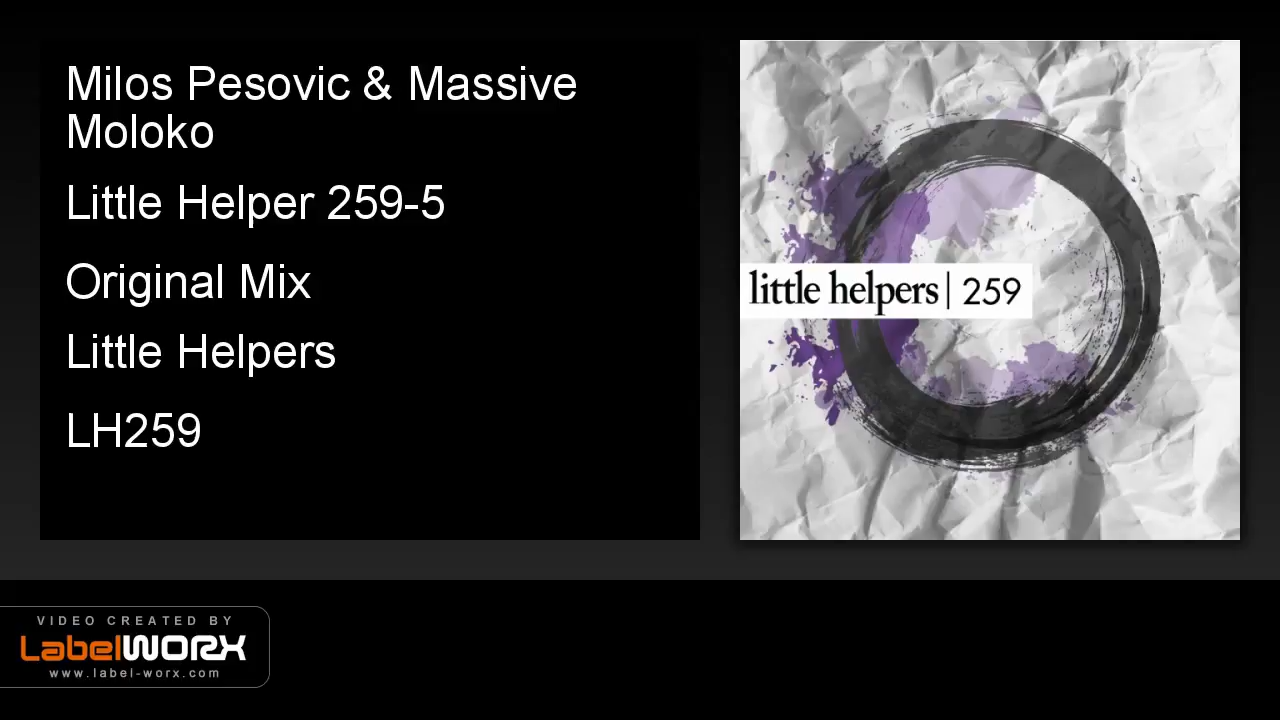 Milos Pesovic & Massive
Moloko
Little Helper 259-5
Original Mix
Little Helpers
LH259
little helpers| 259
VIDEO CREATED BY
LabelWORX
www.label-worx.com